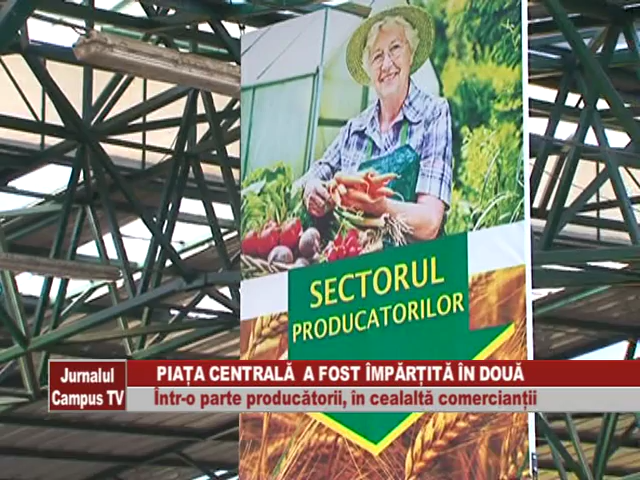 SECTORUL
PRODUCATORILOR
Jurnalul
Campus TV
PIAȚA CENTRALĂ A FOST ÎMPĂRȚITĂ ÎN DOUĂ
Într-o parte producătorii, în cealaltă comercianții